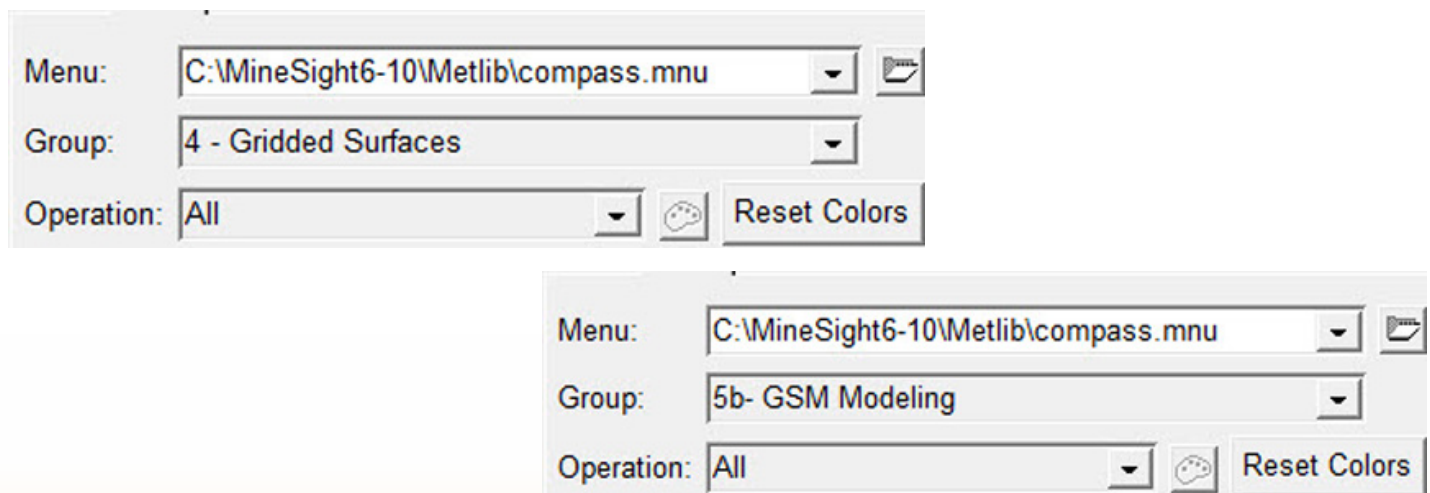 Menu: C:\MineSight6-10\Metlib\compass.mnu
Group: 4 - Gridded Surfaces
Operation: All Reset Colors
Menu: C:\MineSight6-10\Metlib\compass.mnu
Group: 5b- GSM Modeling
Operation: All Reset Colors